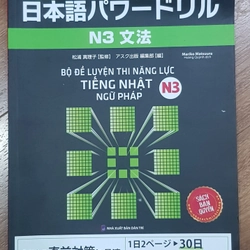 日本語パワードリル
N3 文法
松浦 真理子【監修】 アスク出版 編集部【編】
BỘ ĐỀ LUYỆN THI NĂNG LỰC
TIẾNG NHẬT N3
NGỮ PHÁP
SÁCH BẢN QUYỀN
NHÀ XUẤT BẢN DÂN TRÍ
1日2ページ▶30日